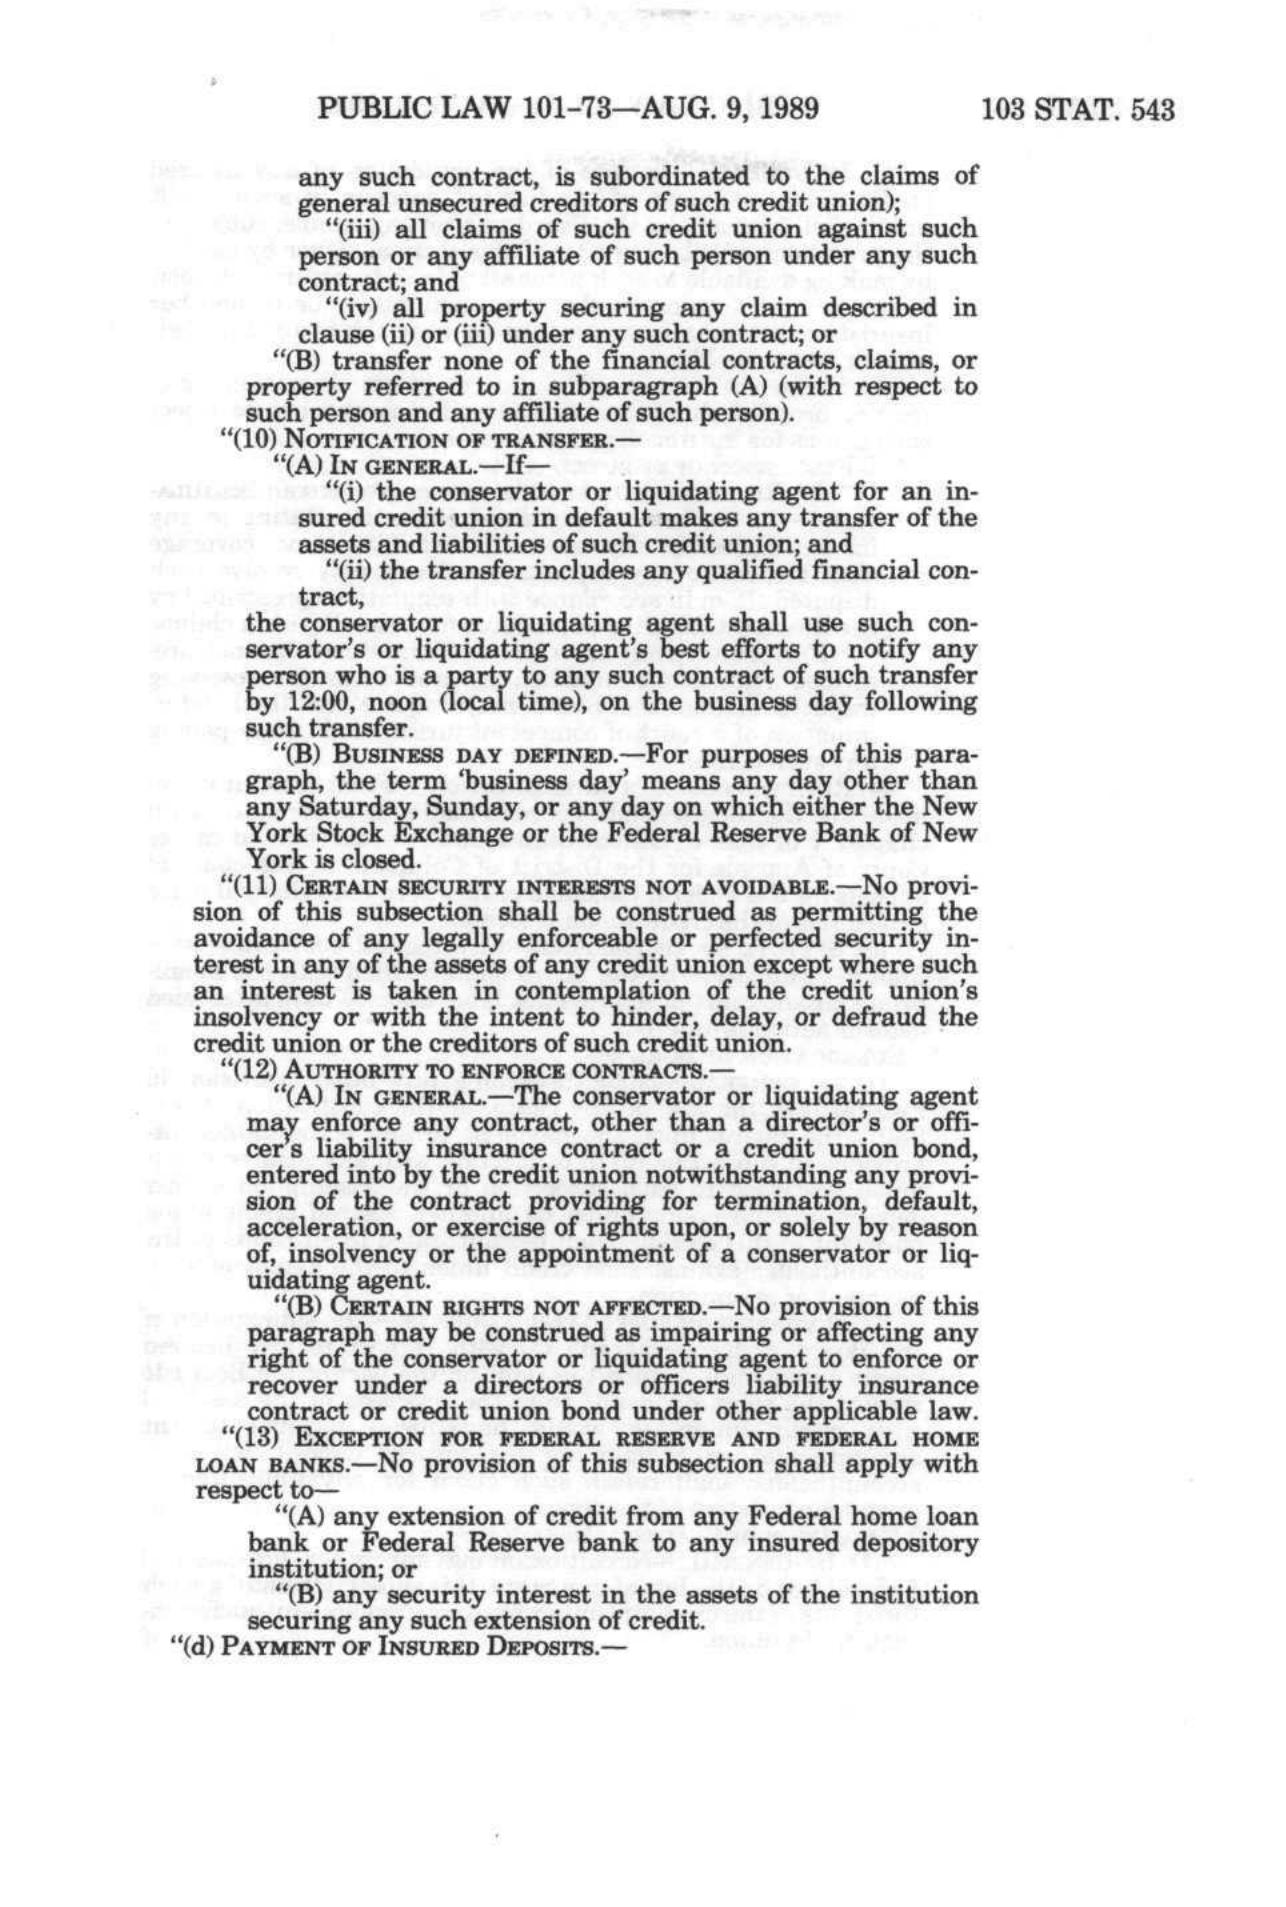 PUBLIC LAW 101–73—AUG. 9, 1989 103 STAT. 543
any such contract, is subordinated to the claims of
general unsecured creditors of such credit union);
“(iii) all claims of such credit union against such
person or any affiliate of such person under any such
contract; and
“(iv) all property securing any claim described in
clause (ii) or (iii) under any such contract; or
“(B) transfer none of the financial contracts, claims, or
property referred to in subparagraph (A) (with respect to
such person and any affiliate of such person).
“(10) NOTIFICATION OF TRANSFER.—
“(A) IN GENERAL.—If—
“(i) the conservator or liquidating agent for an in-
sured credit union in default makes any transfer of the
assets and liabilities of such credit union; and
“(ii) the transfer includes any qualified financial con-
tract,
the conservator or liquidating agent shall use such con-
servator's or liquidating agent's best efforts to notify any
person who is a party to any such contract of such transfer
by 12:00, noon (local time), on the business day following
such transfer.
“(B) BUSINESS DAY DEFINED.—For purposes of this para-
graph, the term ‘business day’ means any day other than
any Saturday, Sunday, or any day on which either the New
York Stock Exchange or the Federal Reserve Bank of New
York is closed.
“(11) CERTAIN SECURITY INTERESTS NOT AVOIDABLE.—No provi-
sion of this subsection shall be construed as permitting the
avoidance of any legally enforceable or perfected security in-
terest in any of the assets of any credit union except where such
an interest is taken in contemplation of the credit union's
insolvency or with the intent to hinder, delay, or defraud the
credit union or the creditors of such credit union.
“(12) AUTHORITY TO ENFORCE CONTRACTS.—
“(A) IN GENERAL.—The conservator or liquidating agent
may enforce any contract, other than a director's or offi-
cer's liability insurance contract or a credit union bond,
entered into by the credit union notwithstanding any provi-
sion of the contract providing for termination, default,
acceleration, or exercise of rights upon, or solely by reason
of, insolvency or the appointment of a conservator or liq-
uidating agent.
“(B) CERTAIN RIGHTS NOT AFFECTED.—No provision of this
paragraph may be construed as impairing or affecting any
right of the conservator or liquidating agent to enforce or
recover under a directors or officers liability insurance
contract or credit union bond under other applicable law.
“(13) EXCEPTION FOR FEDERAL RESERVE AND FEDERAL HOME
LOAN BANKS.—No provision of this subsection shall apply with
respect to—
“(A) any extension of credit from any Federal home loan
bank or Federal Reserve bank to any insured depository
institution; or
“(B) any security interest in the assets of the institution
securing any such extension of credit.
“(d) PAYMENT OF INSURED DEPOSITS.—